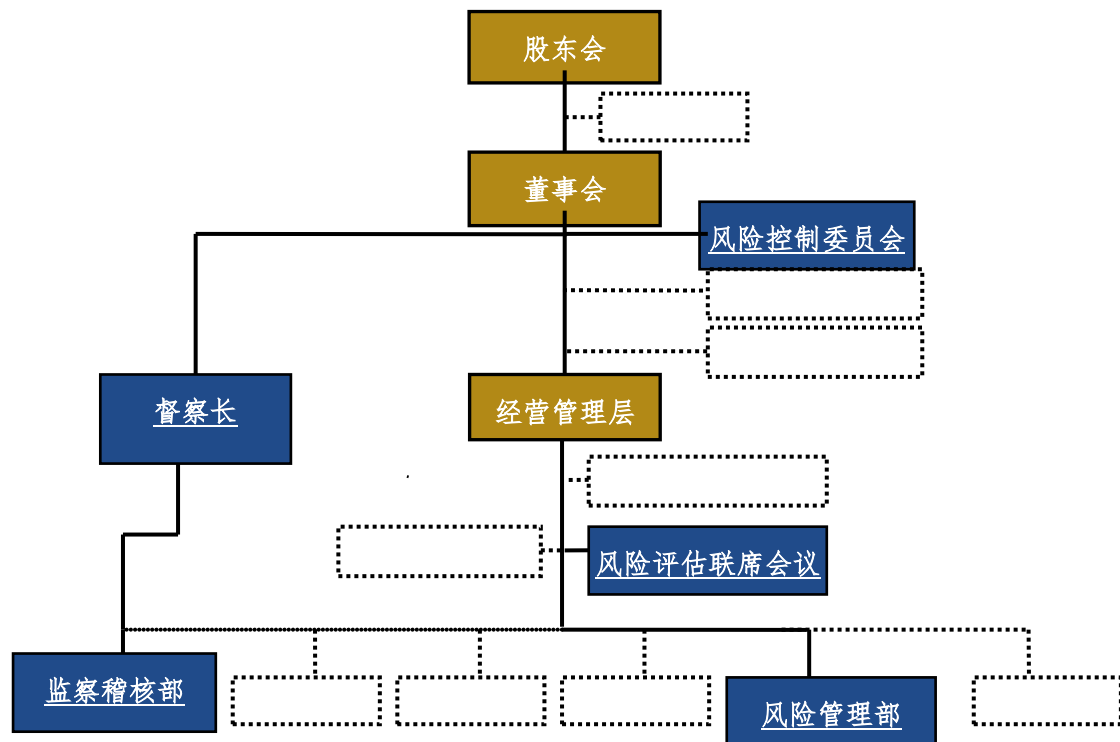 股东会
董事会
风险控制委员会
督察长
经营管理层
风险评估联席会议
监察稽核部
风险管理部